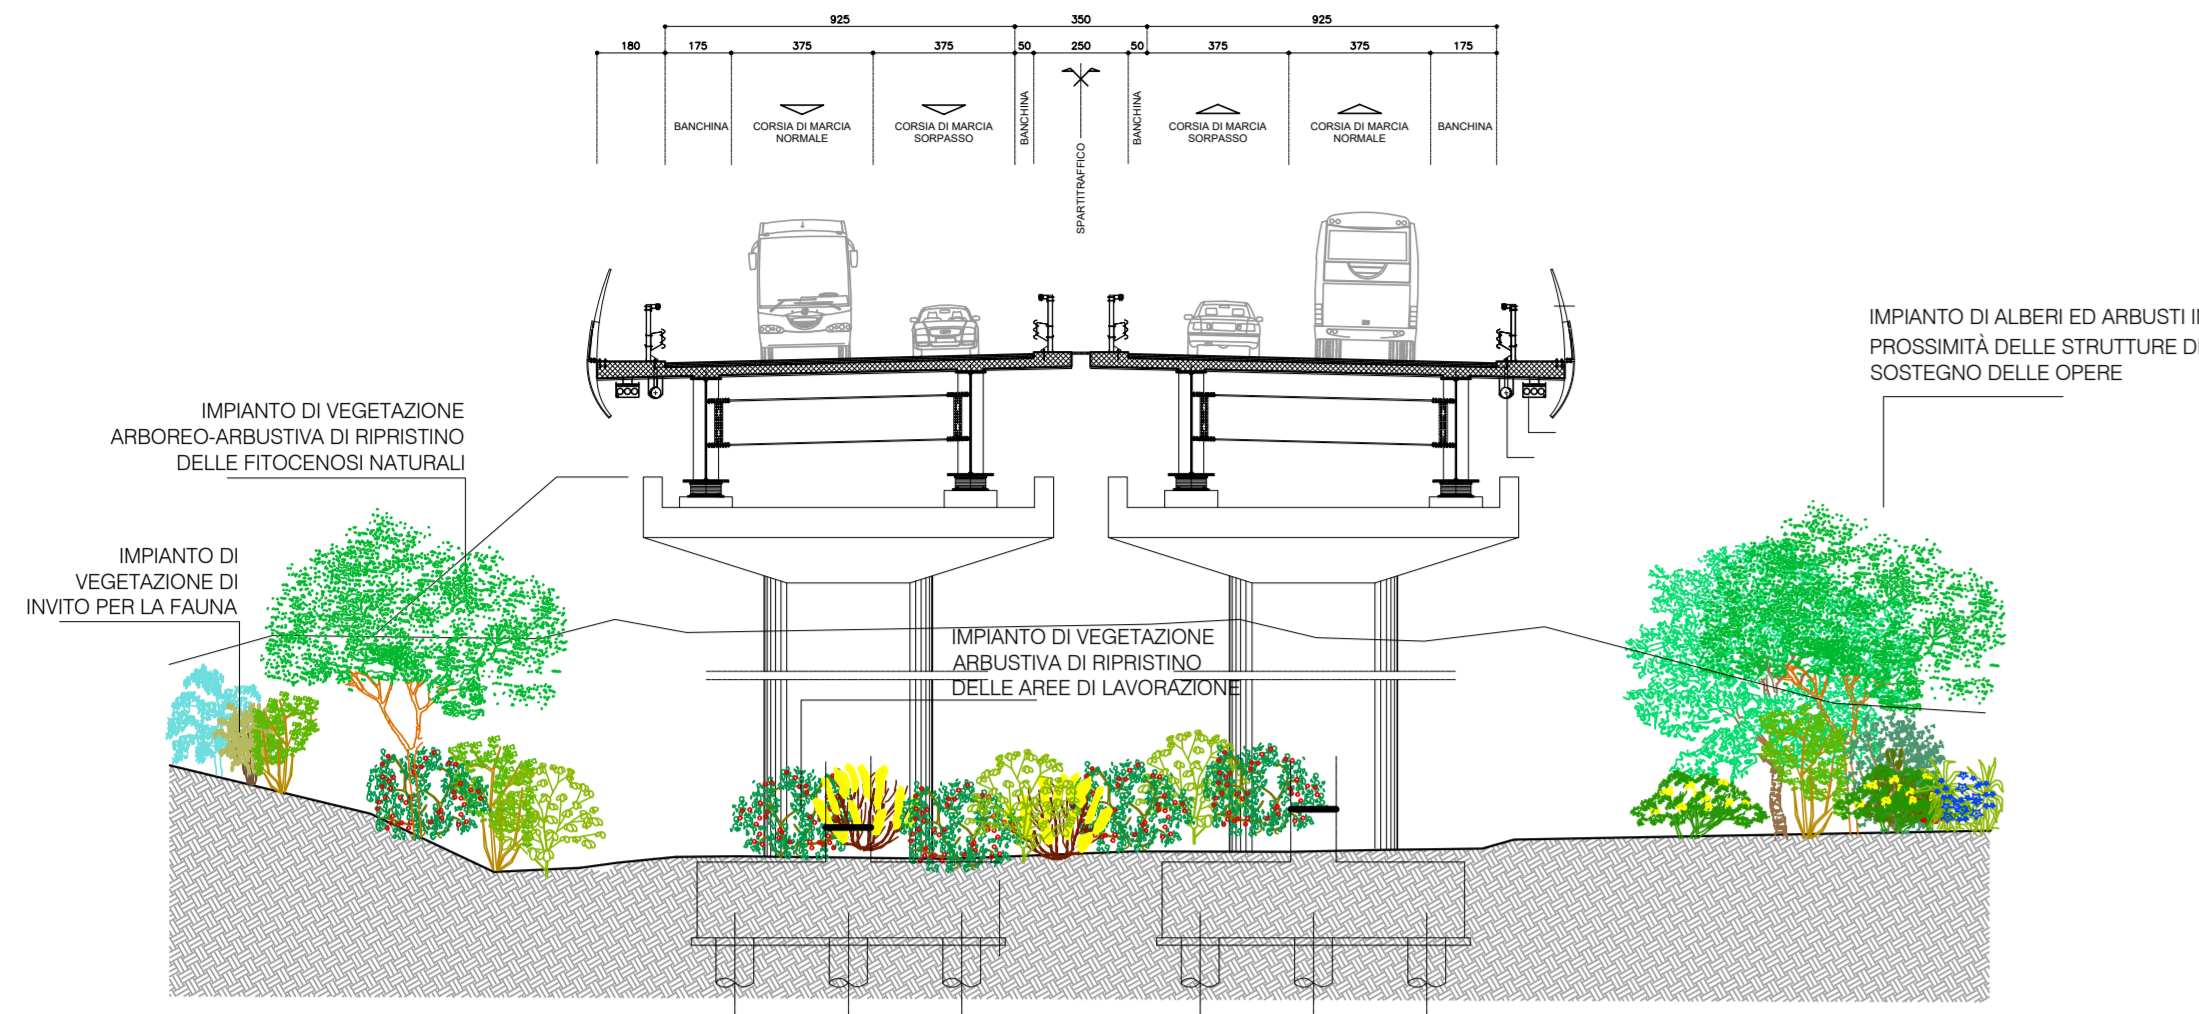 925 350 925
180 175 375 375 50 250 50 375 375 175
BANCHINA
CORSIA DI MARCIA
NORMALE
CORSIA DI MARCIA
SORPASSO
BANCHINA
SPARTITRAFFICO
BANCHINA
CORSIA DI MARCIA
SORPASSO
CORSIA DI MARCIA
NORMALE
BANCHINA
IMPIANTO DI ALBERI ED ARBUSTI
PROSSIMITÀ DELLE STRUTTURE
SOSTEGNO DELLE OPERE
IMPIANTO DI VEGETAZIONE
ARBOREO-ARBUSTIVA DI RIPRISTINO
DELLE FITOCENOSI NATURALI
IMPIANTO DI
VEGETAZIONE DI
INVITO PER LA FAUNA
IMPIANTO DI VEGETAZIONE
ARBUSTIVA DI RIPRISTINO
DELLE AREE DI LAVORAZIONE